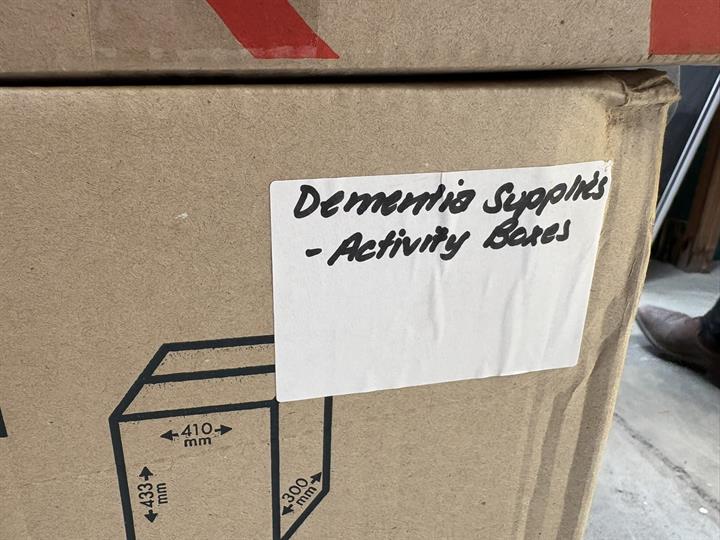 Dementia Supplies
- Activity Boxes
410
mm
433
mm
300
mm